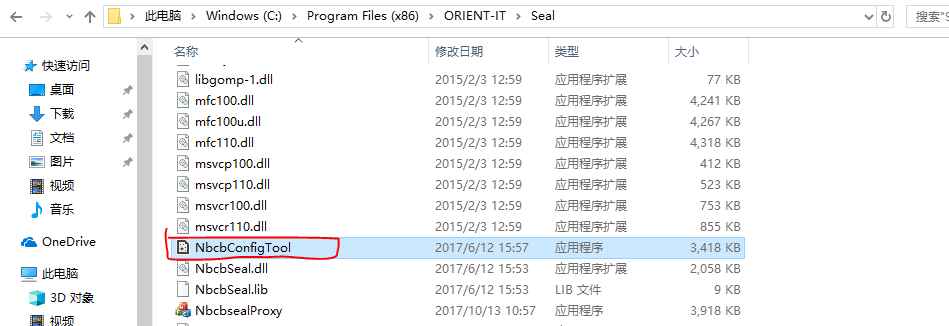 此电脑 > Windows (C:) > Program Files (x86) > ORIENT-IT > Seal
搜索"S
名称 修改日期 类型 大小
快速访问
桌面
下载
文档
图片
视频
音乐
OneDrive
此电脑
3D 对象
视频
libgomp-1.dll 2015/2/3 12:59 应用程序扩展 77 KB
mfc100.dll 2015/2/3 12:59 应用程序扩展 4,241 KB
mfc100u.dll 2015/2/3 12:59 应用程序扩展 4,267 KB
mfc110.dll 2015/2/3 12:59 应用程序扩展 4,318 KB
msvcp100.dll 2015/2/3 12:59 应用程序扩展 412 KB
msvcp110.dll 2015/2/3 12:59 应用程序扩展 523 KB
msvcr100.dll 2015/2/3 12:59 应用程序扩展 753 KB
msvcr110.dll 2015/2/3 12:59 应用程序扩展 855 KB
NbcbConfigTool 2017/6/12 15:57 应用程序 3,418 KB
NbcbSeal.dll 2017/6/12 15:53 应用程序扩展 2,058 KB
NbcbSeal.lib 2017/6/12 15:53 LIB 文件 9 KB
NbcbsealProxy 2017/10/13 10:57 应用程序 3,918 KB